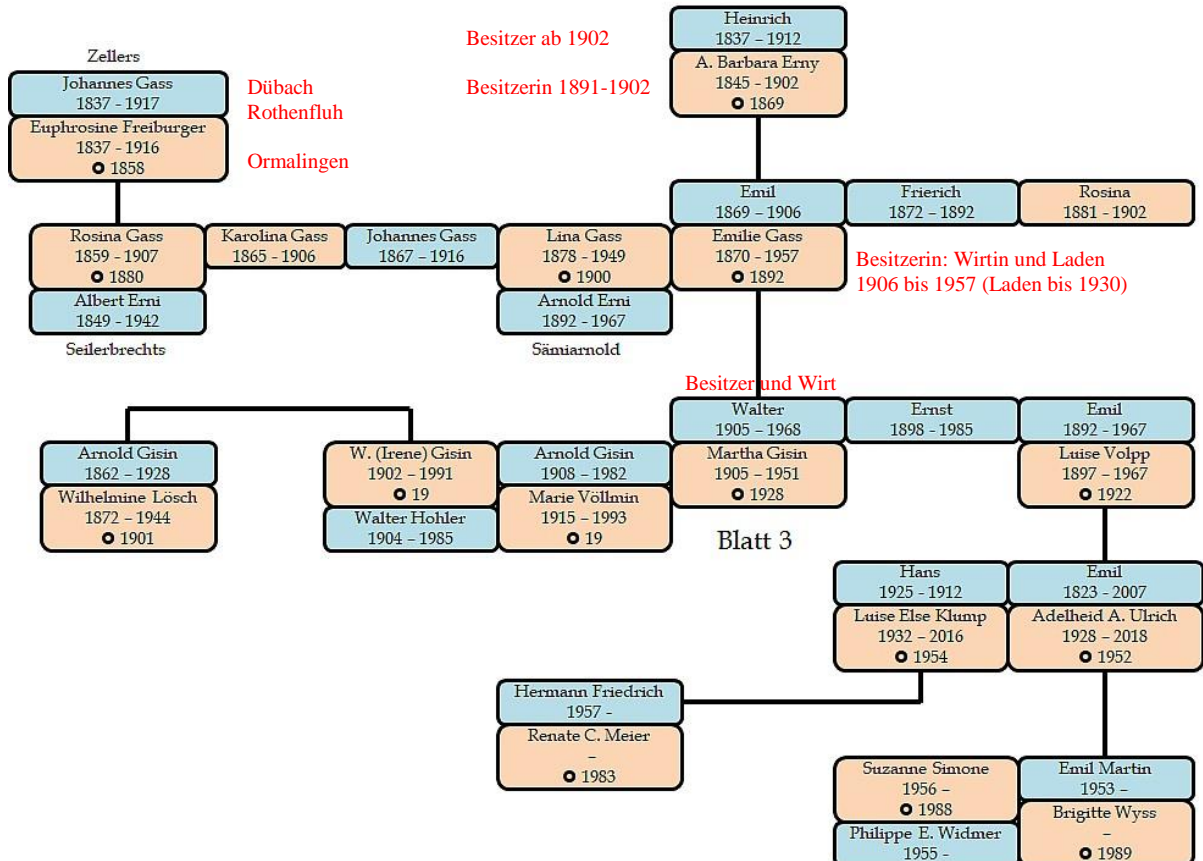 Heinrich
1837 – 1912
Besitzer ab 1902
A. Barbara Erny
1845 – 1902
1869
Besitzerin 1891-1902
Zellers
Johannes Gass
1837 - 1917
Dübach
Rothenfluh
Euphrosine Freiburger
1837 - 1916
1858
Ormalingen
Emil
1869 – 1906
Frierich
1872 – 1892
Rosina
1881 - 1902
Rosina Gass
1859 - 1907
1880
Karolina Gass
1865 - 1906
Johannes Gass
1867 – 1916
Lina Gass
1878 - 1949
1900
Emilie Gass
1870 - 1957
1892
Besitzerin: Wirtin und Laden
1906 bis 1957 (Laden bis 1930)
Albert Erni
1849 - 1942
Arnold Erni
1892 - 1967
Seilerbrechts
Sämiarnold
Besitzer und Wirt
Walter
1905 – 1968
Ernst
1898 - 1985
Emil
1892 – 1967
Arnold Gisin
1862 – 1928
W. (Irene) Gisin
1902 – 1991
19
Arnold Gisin
1908 – 1982
Martha Gisin
1905 – 1951
1928
Luise Volpp
1897 – 1967
1922
Wilhelmine Lösch
1872 – 1944
1901
Walter Hohler
1904 – 1985
Marie Völlmin
1915 – 1993
19
Blatt 3
Hans
1925 - 1912
Emil
1823 - 2007
Luise Else Klump
1932 – 2016
1954
Adelheid A. Ulrich
1928 – 2018
1952
Hermann Friedrich
1957 -
Renate C. Meier
–
1983
Suzanne Simone
1956 –
1988
Emil Martin
1953 –
Philippe E. Widmer
1955 -
Brigitte Wyss
–
1989